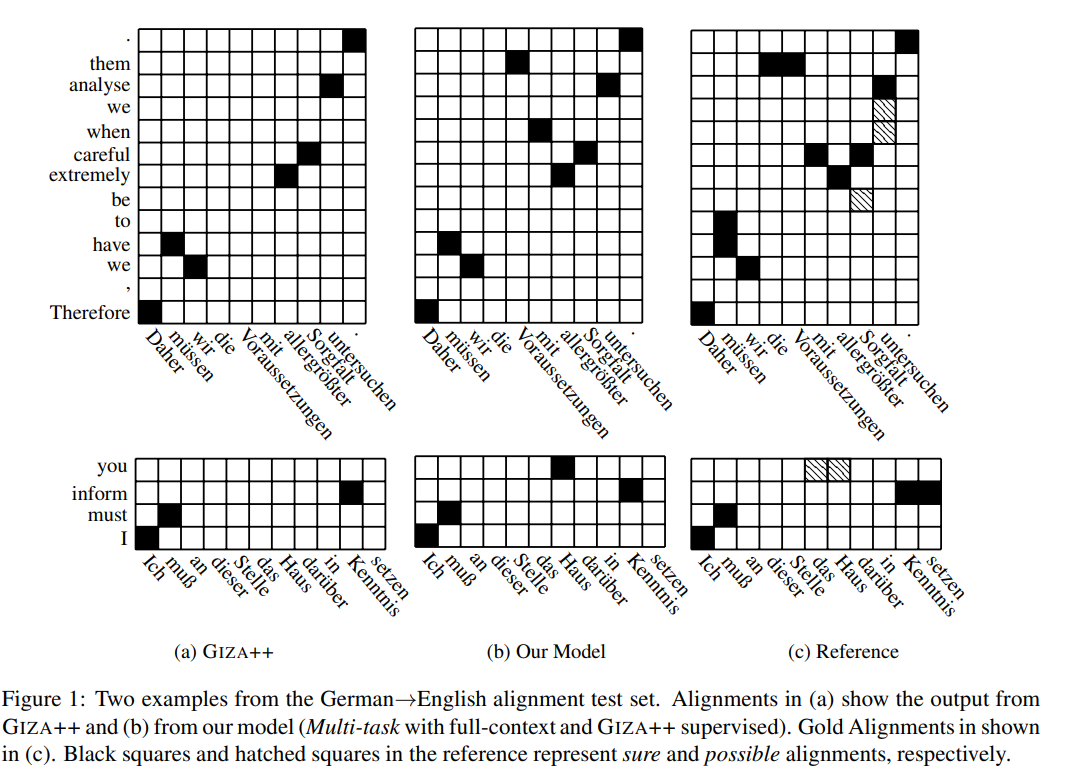 .
them
analyse
we
when
careful
extremely
be
to
have
we
,
Therefore
Daher müssen wir die Voraussetzungen mit allergrößter Sorgfalt untersuchen .
Daher müssen wir die Voraussetzungen mit allergrößter Sorgfalt untersuchen .
Daher müssen wir die Voraussetzungen mit allergrößter Sorgfalt untersuchen .
you
inform
must
I
Ich muß an dieser Stelle das Haus darüber in Kenntnis setzen
Ich muß an dieser Stelle das Haus darüber in Kenntnis setzen
Ich muß an dieser Stelle das Haus darüber in Kenntnis setzen
(a) GIZA++
(b) Our Model
(c) Reference
Figure 1: Two examples from the German→English alignment test set. Alignments in (a) show the output from
GIZA++ and (b) from our model (Multi-task with full-context and GIZA++ supervised). Gold Alignments in shown
in (c). Black squares and hatched squares in the reference represent sure and possible alignments, respectively.